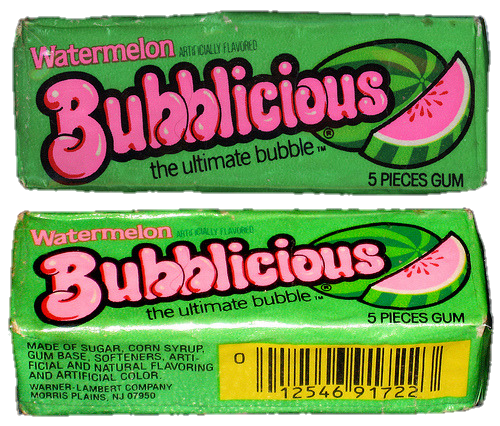 Watermelon ARTIFICIALLY FLAVORED
Bubblicious®
the ultimate bubble™
5 PIECES GUM
Watermelon ARTIFICIALLY FLAVORED
Bubblicious®
the ultimate bubble™
5 PIECES GUM
MADE OF SUGAR, CORN SYRUP,
GUM BASE, SOFTENERS, ARTI-
FICIAL AND NATURAL FLAVORING
AND ARTIFICIAL COLOR
WARNER-LAMBERT COMPANY
MORRIS PLAINS, NJ 07950
0
12546 91722